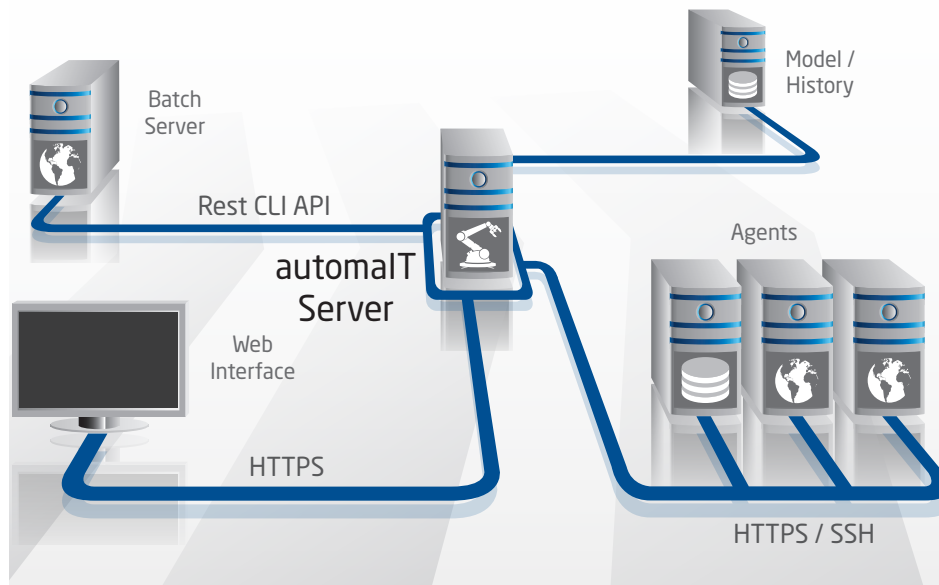 Model /
History
Batch
Server
Rest CLI API
Agents
automaIT
Server
Web
Interface
HTTPS
HTTPS / SSH